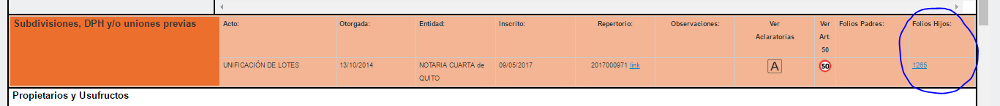 Subdivisiones, DPH y/o uniones previas
Acto: Otorgada: Entidad: Inscrito: Repertorio: Observaciones: Ver Ver Folios Padres: Folios Hijos:
Aclaratorias Art.
50
UNIFICACIÓN DE LOTES 13/10/2014 NOTARIA CUARTA de 09/05/2017 2017000971 link A 50 1265
QUITO
Propietarios y Usufructos